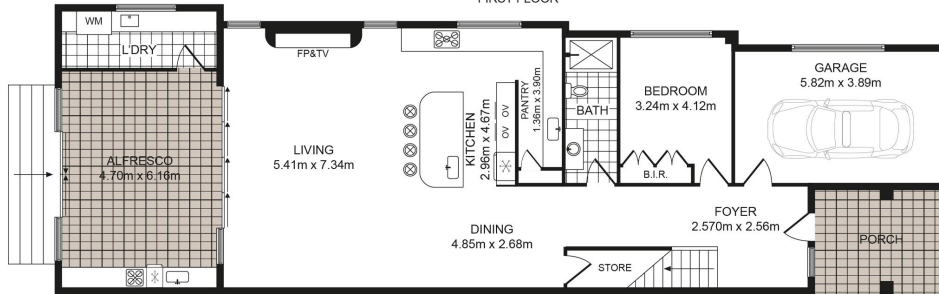 FIRST FLOOR
WM
L'DRY
FP&TV
GARAGE
5.82m x 3.89m
BEDROOM
3.24m x 4.12m
PANTRY
1.36m x 3.90m
BATH
OV
OV
KITCHEN
2.96m x 4.67m
LIVING
5.41m x 7.34m
ALFRESCO
4.70m x 6.16m
B.I.R.
FOYER
2.570m x 2.56m
DINING
4.85m x 2.68m
PORCH
STORE